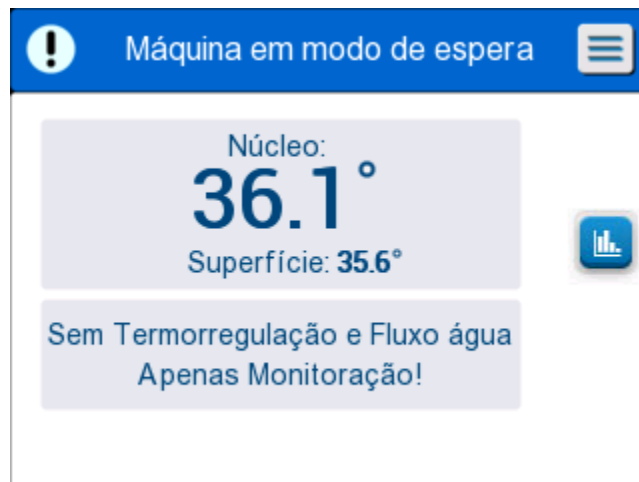 Máquina em modo de espera
Núcleo:
36.1°
Superfície: 35.6°
Sem Termorregulação e Fluxo água
Apenas Monitoração!